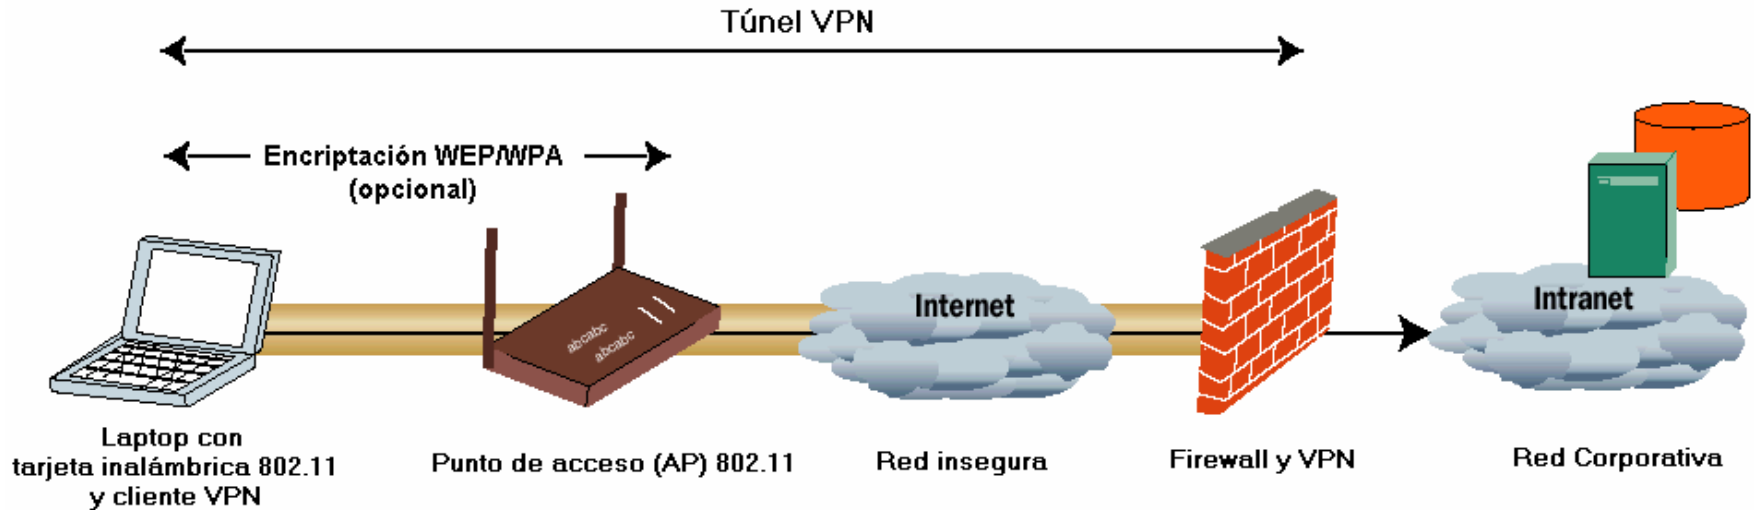 Túnel VPN
Encriptación WEP/WPA
(opcional)
abcabc
abcabc
Internet
Intranet
Laptop con
tarjeta inalámbrica 802.11
y cliente VPN
Punto de acceso (AP) 802.11
Red insegura
Firewall y VPN
Red Corporativa